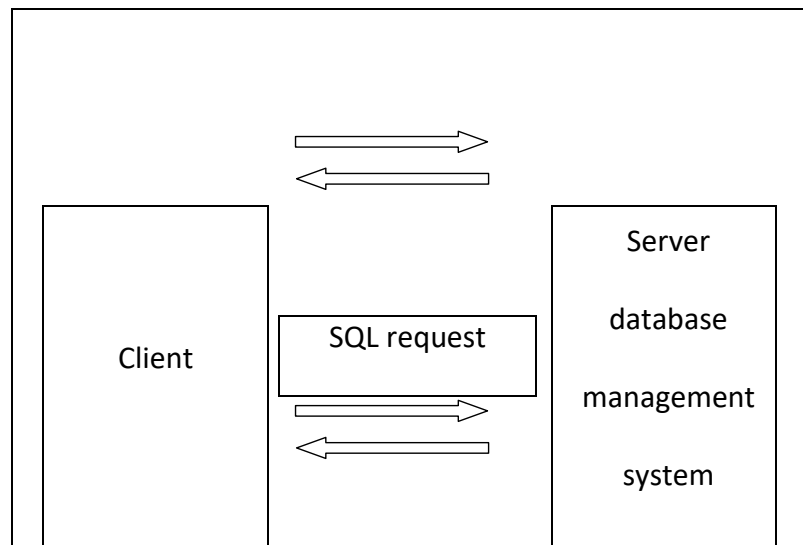 Client
SQL request
Server
database
management
system